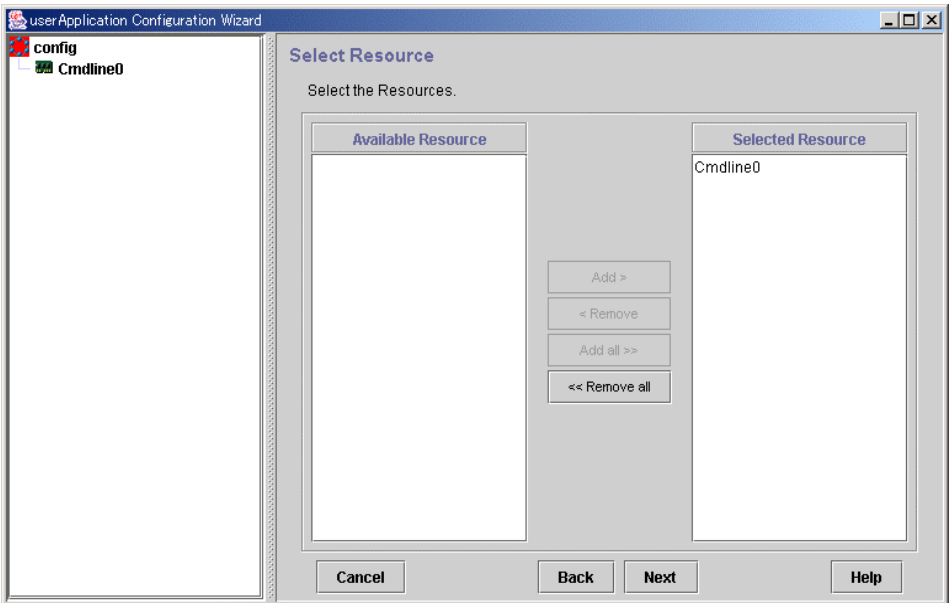 userApplication Configuration Wizard
config
Cmdline0
Select Resource
Select the Resources.
Available Resource
Selected Resource
Cmdline0
Add >
< Remove
Add all >>
<< Remove all
Cancel
Back
Next
Help